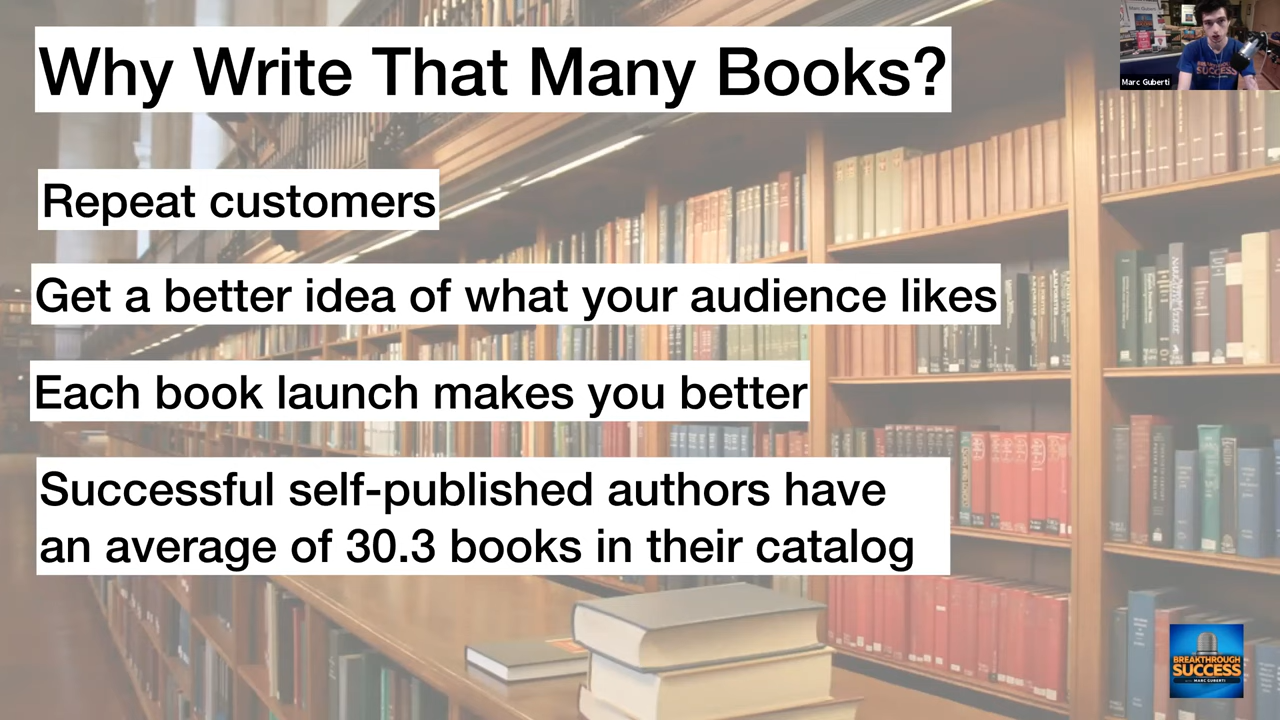 Why Write That Many Books?
Marc Guberti
Repeat customers
Get a better idea of what your audience likes
Each book launch makes you better
Successful self-published authors have
an average of 30.3 books in their catalog
BREAKTHROUGH
SUCCESS
MARC GUBERTI